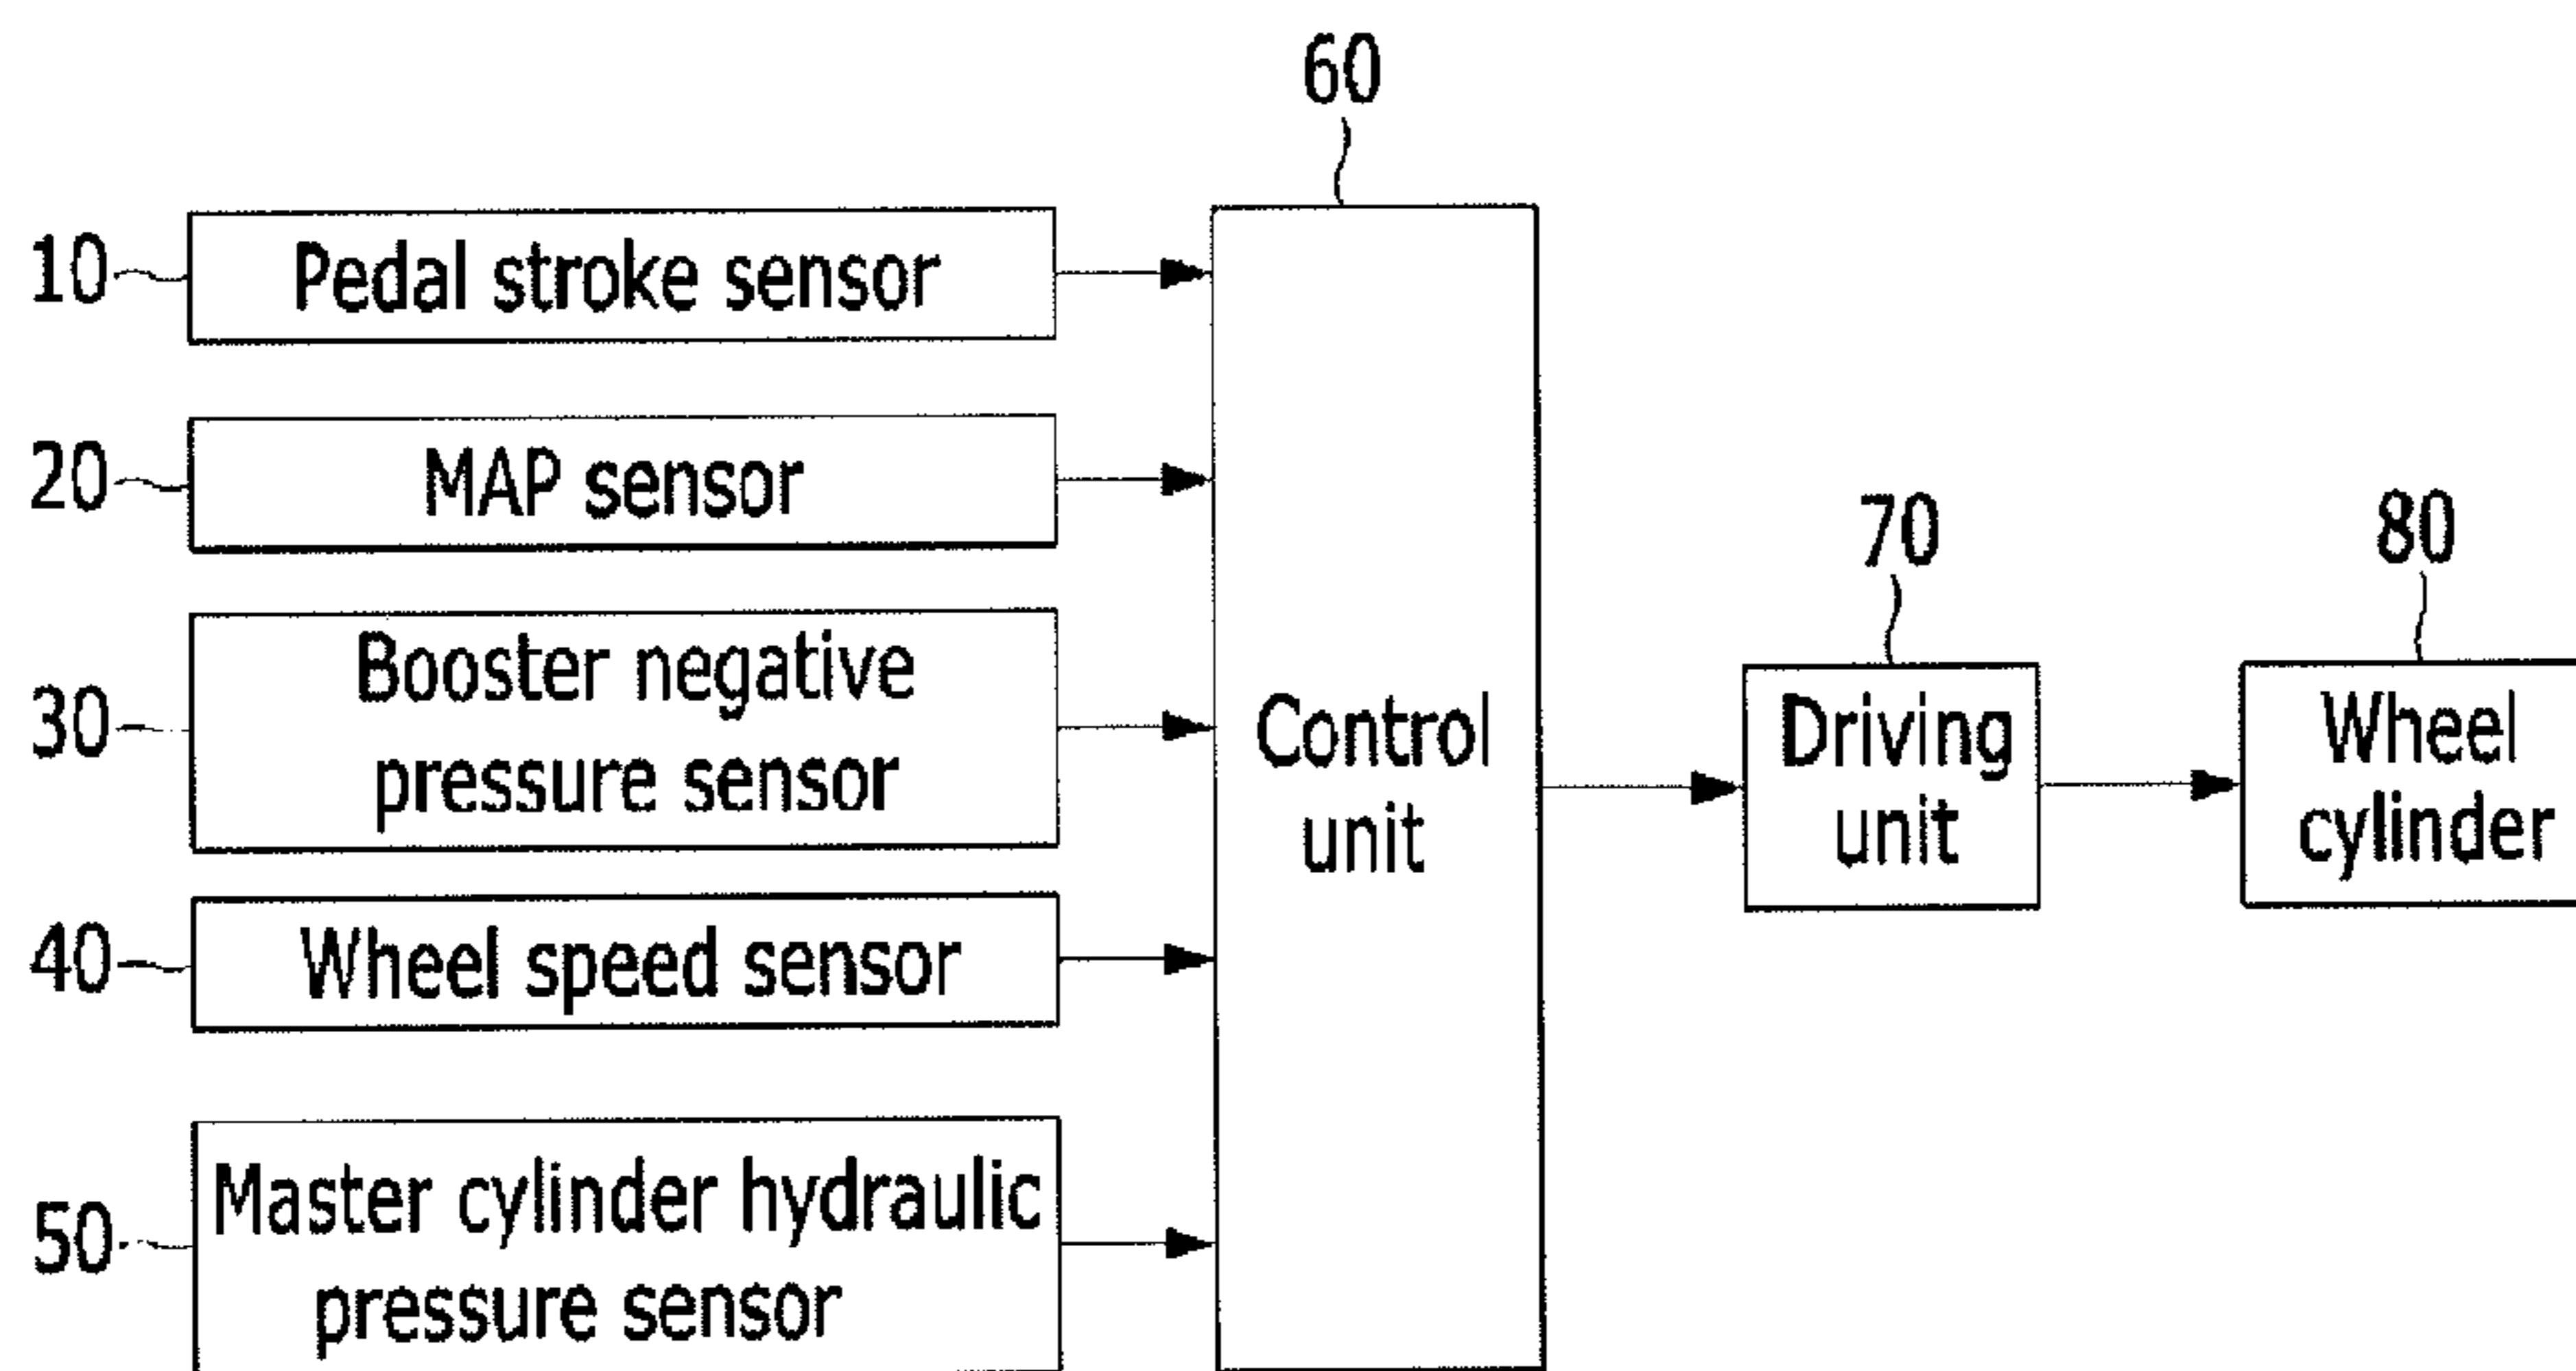 60
10
Pedal stroke sensor
20
MAP sensor
70
80
30
Booster negative
pressure sensor
Control
unit
Driving
unit
Wheel
cylinder
40
Wheel speed sensor
50
Master cylinder hydraulic
pressure sensor